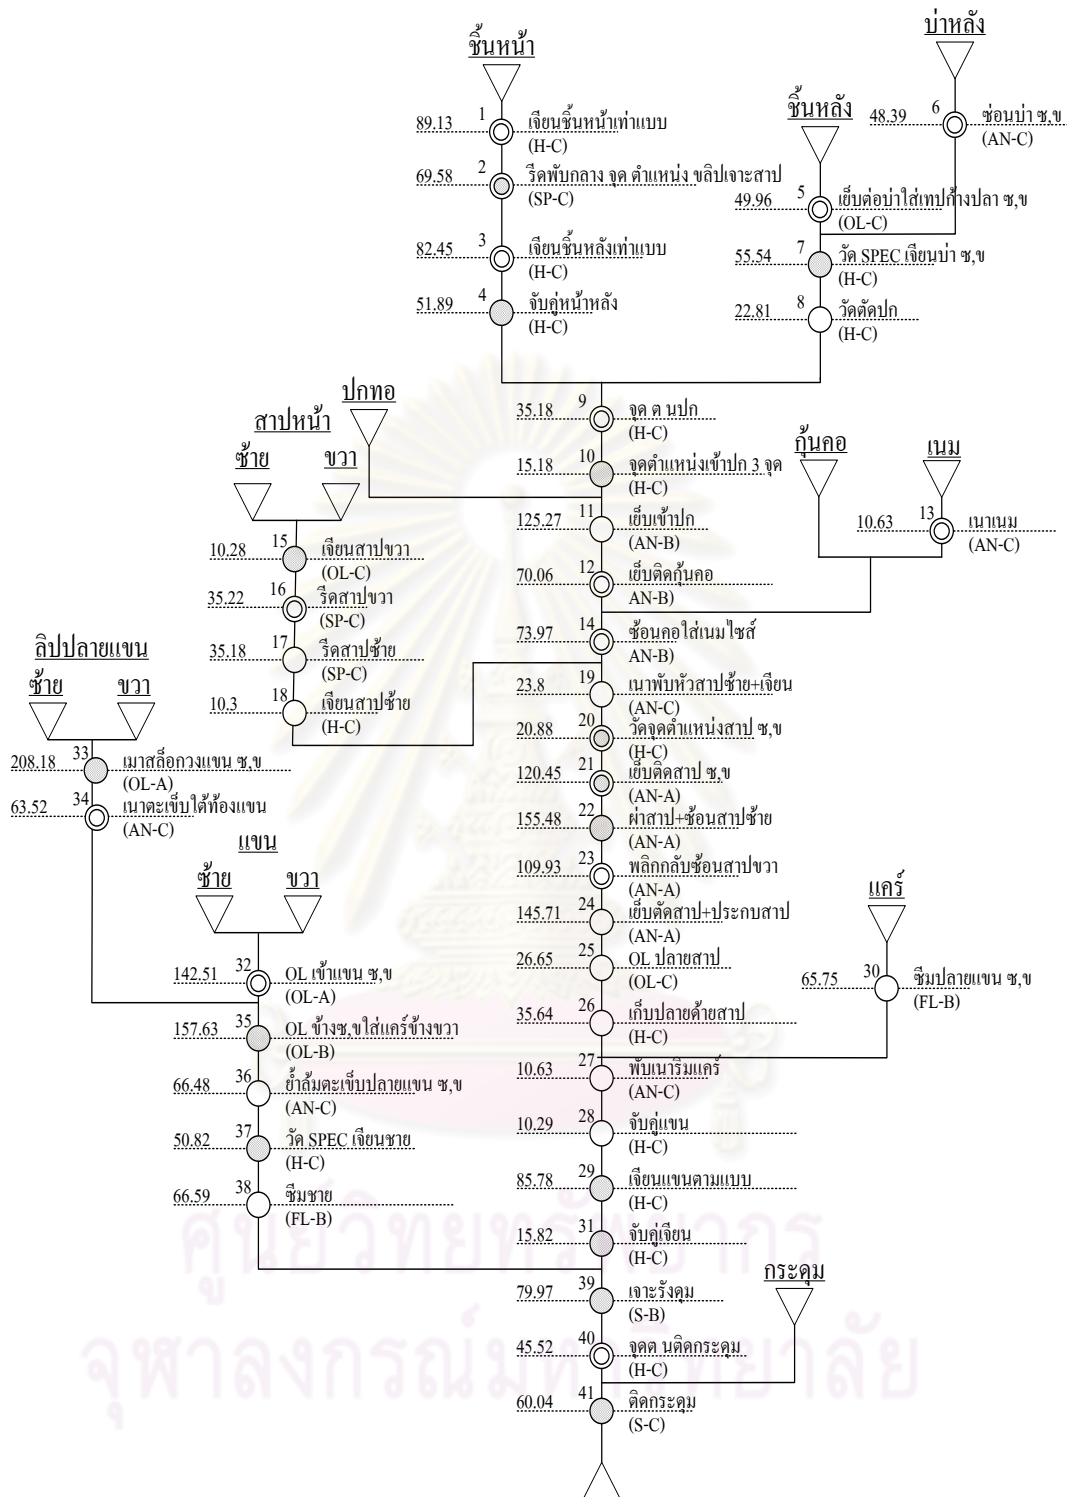 ชิ้นหน้า
89.13 1 เจียนชิ้นหน้าเท่าแบบ
(H-C)
69.58 2 รีดพับกลาง จุด ตำแหน่ง ขลิปเจาะสาป
(SP-C)
82.45 3 เจียนชิ้นหลังเท่าแบบ
(H-C)
51.89 4 จับคู่หน้าหลัง
(H-C)
บ่าหลัง
48.39 6 ซ่อนบ่า ซ,ข
(AN-C)
ชิ้นหลัง
49.96 5 เย็บต่อบ่าใส่เทปก้างปลา ซ,ข
(OL-C)
55.54 7 วัด SPEC เจียนบ่า ซ,ข
(H-C)
22.81 8 วัดตัดปก
(H-C)
35.18 9 จุด ต นปก
(H-C)
15.18 10 จุดตำแหน่งเข้าปก 3 จุด
(H-C)
ปกทอ
125.27 11 เย็บเข้าปก
(AN-B)
70.06 12 เย็บติดกุ้นคอ
AN-B)
กุ้นคอ
เนม
10.63 13 เนาเนม
(AN-C)
73.97 14 ซ้อนคอใส่เนมไซส์
AN-B)
สาปหน้า
ซ้าย ขวา
10.28 15 เจียนสาปขวา
(OL-C)
35.22 16 รีดสาปขวา
(SP-C)
35.18 17 รีดสาปซ้าย
(SP-C)
10.3 18 เจียนสาปซ้าย
(H-C)
23.8 19 เนาพับหัวสาปซ้าย+เจียน
(AN-C)
20.88 20 วัดจุดตำแหน่งสาป ซ,ข
(H-C)
120.45 21 เย็บติดสาป ซ,ข
(AN-A)
155.48 22 ผ่าสาป+ซ้อนสาปซ้าย
(AN-A)
109.93 23 พลิกกลับซ้อนสาปขวา
(AN-A)
145.71 24 เย็บตัดสาป+ประกบสาป
(AN-A)
26.65 25 OL ปลายสาป
(OL-C)
35.64 26 เก็บปลายด้ายสาป
(H-C)
แคร์
65.75 30 ซีมปลายแขน ซ,ข
(FL-B)
10.63 27 พับเนาริมแคร์
(AN-C)
10.29 28 จับคู่แขน
(H-C)
85.78 29 เจียนแขนตามแบบ
(H-C)
15.82 31 จับคู่เจียน
(H-C)
ลิปปลายแขน
ซ้าย ขวา
208.18 33 เมาสล็อกวงแขน ซ,ข
(OL-A)
63.52 34 เนาตะเข็บใต้ท้องแขน
(AN-C)
แขน
ซ้าย ขวา
142.51 32 OL เข้าแขน ซ,ข
(OL-A)
157.63 35 OL ข้างซ,ขใส่แคร์ข้างขวา
(OL-B)
66.48 36 ย้ำล้มตะเข็บปลายแขน ซ,ข
(AN-C)
50.82 37 วัด SPEC เจียนชาย
(H-C)
66.59 38 ซีมชาย
(FL-B)
79.97 39 เจาะรังดุม
(S-B)
กระดุม
45.52 40 จุดต นติดกระดุม
(H-C)
60.04 41 ติดกระดุม
(S-C)
ศูนย์วิทยทรัพยากร
จุฬาลงกรณ์มหาวิทยาลัย